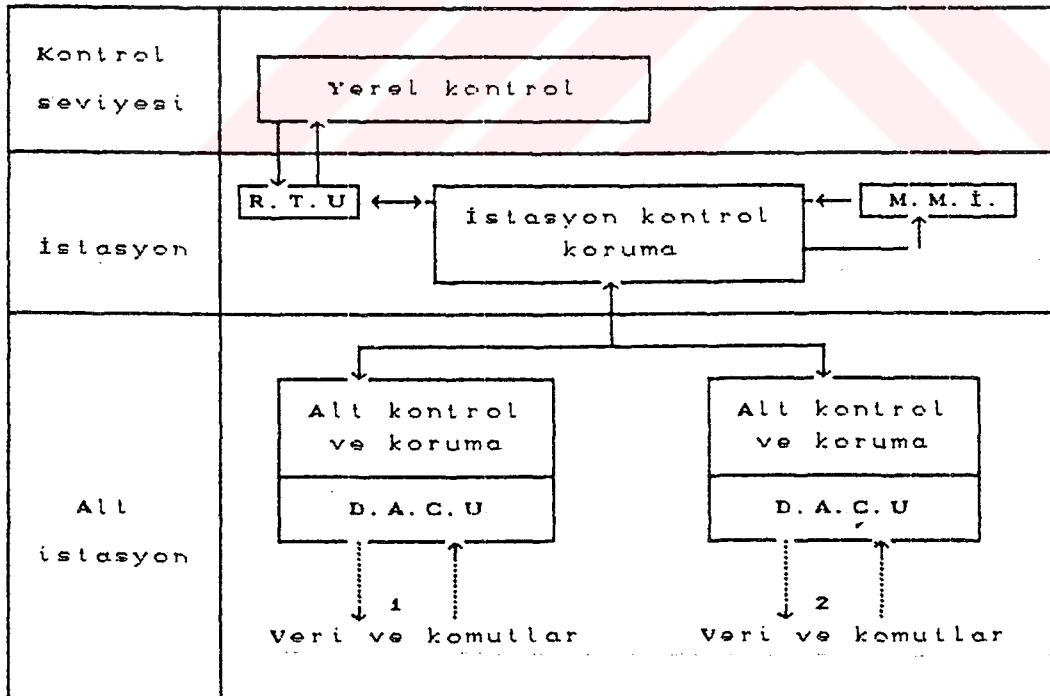 Kontrol
seviyesi
Yerel kontrol
İstasyon
R. T. U
İstasyon kontrol
koruma
M. M. İ.
Alt
istasyon
Alt kontrol
ve koruma
D. A. C. U
1
Veri ve komutlar
Alt kontrol
ve koruma
D. A. C. U
2
Veri ve komutlar